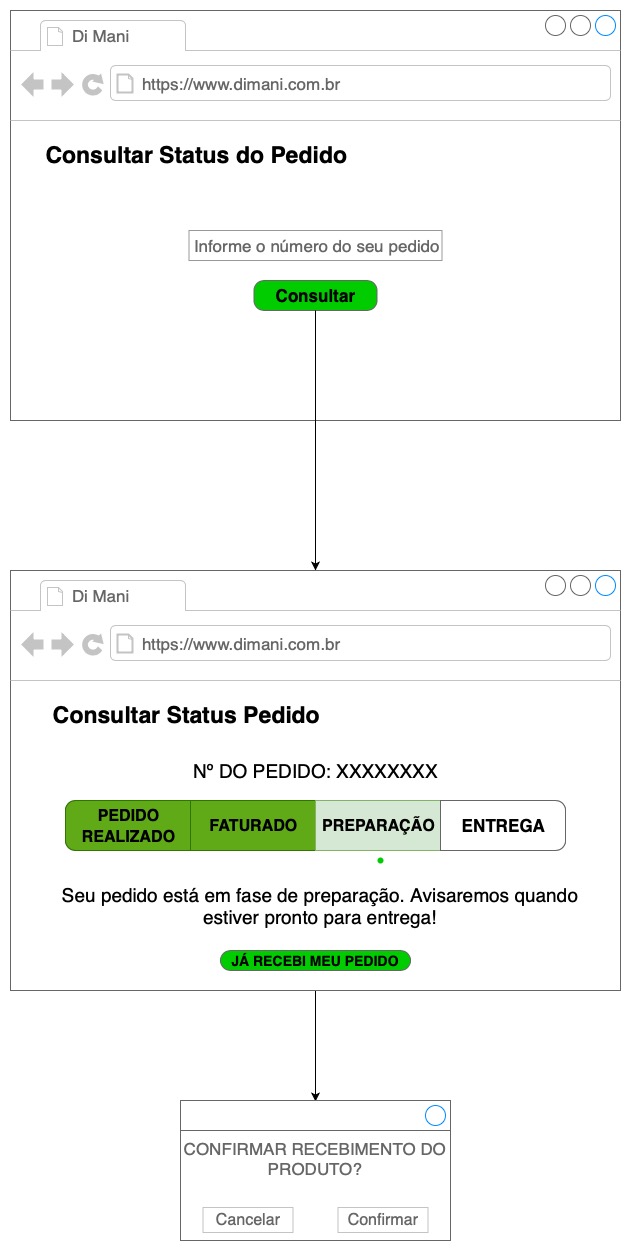 Di Mani
https://www.dimani.com.br
Consultar Status do Pedido
Informe o número do seu pedido
Consultar
Di Mani
https://www.dimani.com.br
Consultar Status Pedido
Nº DO PEDIDO: XXXXXXXX
PEDIDO
REALIZADO
FATURADO
PREPARAÇÃO
ENTREGA
Seu pedido está em fase de preparação. Avisaremos quando
estiver pronto para entrega!
JÁ RECEBI MEU PEDIDO
CONFIRMAR RECEBIMENTO DO
PRODUTO?
Cancelar
Confirmar